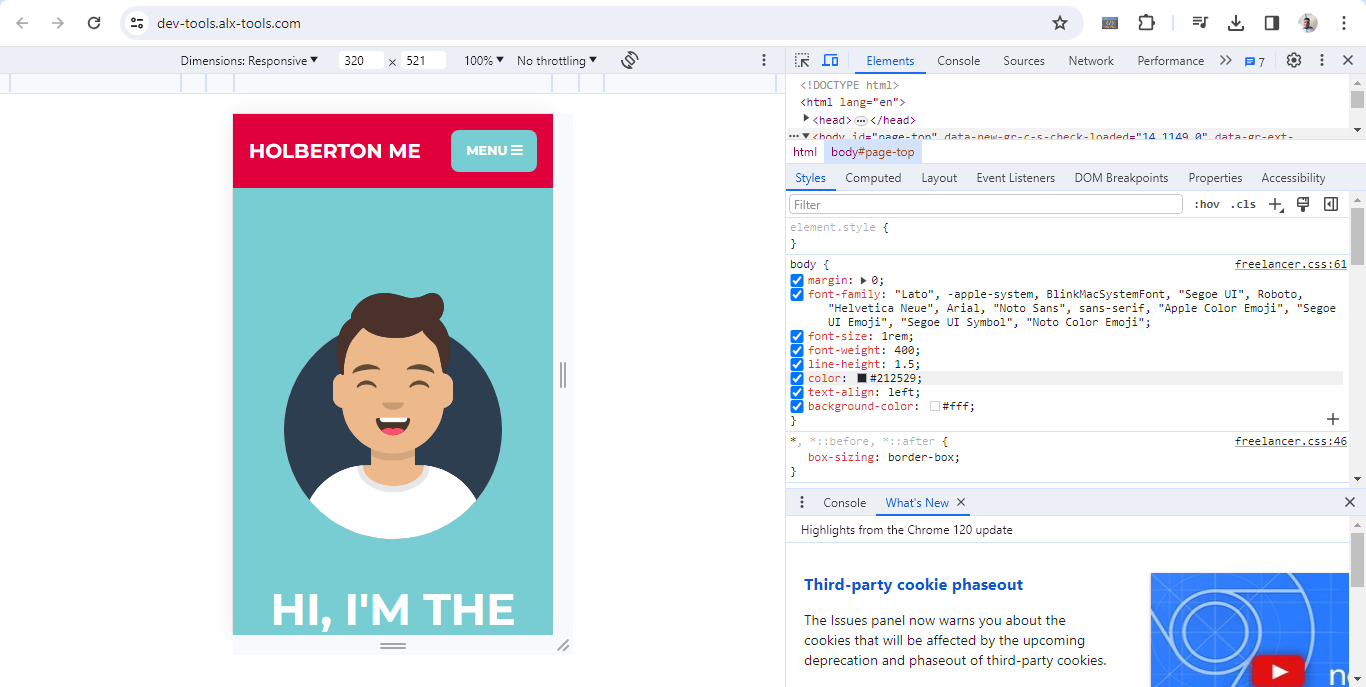 dev-tools.alx-tools.com
Dimensions: Responsive ▼ 320 × 521 100% ▼ No throttling ▼
Elements Console Sources Network Performance 7
<!DOCTYPE html>
<html lang="en">
<head> ⋯ </head>
<body id="page-top" data-new-gr-c-s-check-loaded="14.1149.0" data-gr-ext-
html body#page-top
Styles Computed Layout Event Listeners DOM Breakpoints Properties Accessibility
Filter :hov .cls
element.style {
}
body { freelancer.css:61
margin: 0;
font-family: "Lato", -apple-system, BlinkMacSystemFont, "Segoe UI", Roboto,
"Helvetica Neue", Arial, "Noto Sans", sans-serif, "Apple Color Emoji", "Segoe
UI Emoji", "Segoe UI Symbol", "Noto Color Emoji";
font-size: 1rem;
font-weight: 400;
line-height: 1.5;
color: #212529;
text-align: left;
background-color: #fff;
}
*, *::before, *::after { freelancer.css:46
box-sizing: border-box;
}
Console What's New
Highlights from the Chrome 120 update
Third-party cookie phaseout
The Issues panel now warns you about the
cookies that will be affected by the upcoming
deprecation and phaseout of third-party cookies.
HOLBERTON ME
MENU
HI, I'M THE